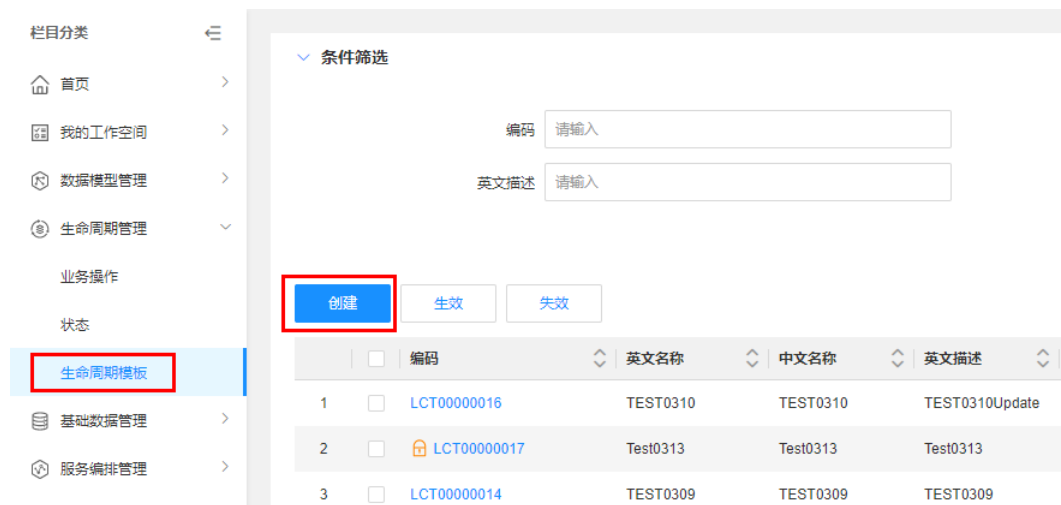 栏目分类
首页
我的工作空间
数据模型管理
生命周期管理
业务操作
状态
生命周期模板
基础数据管理
服务编排管理
条件筛选
编码 请输入
英文描述 请输入
创建 生效 失效
编码 英文名称 中文名称 英文描述
1 LCT00000016 TEST0310 TEST0310 TEST0310Update
2 LCT00000017 Test0313 Test0313 Test0313
3 LCT00000014 TEST0309 TEST0309 TEST0309